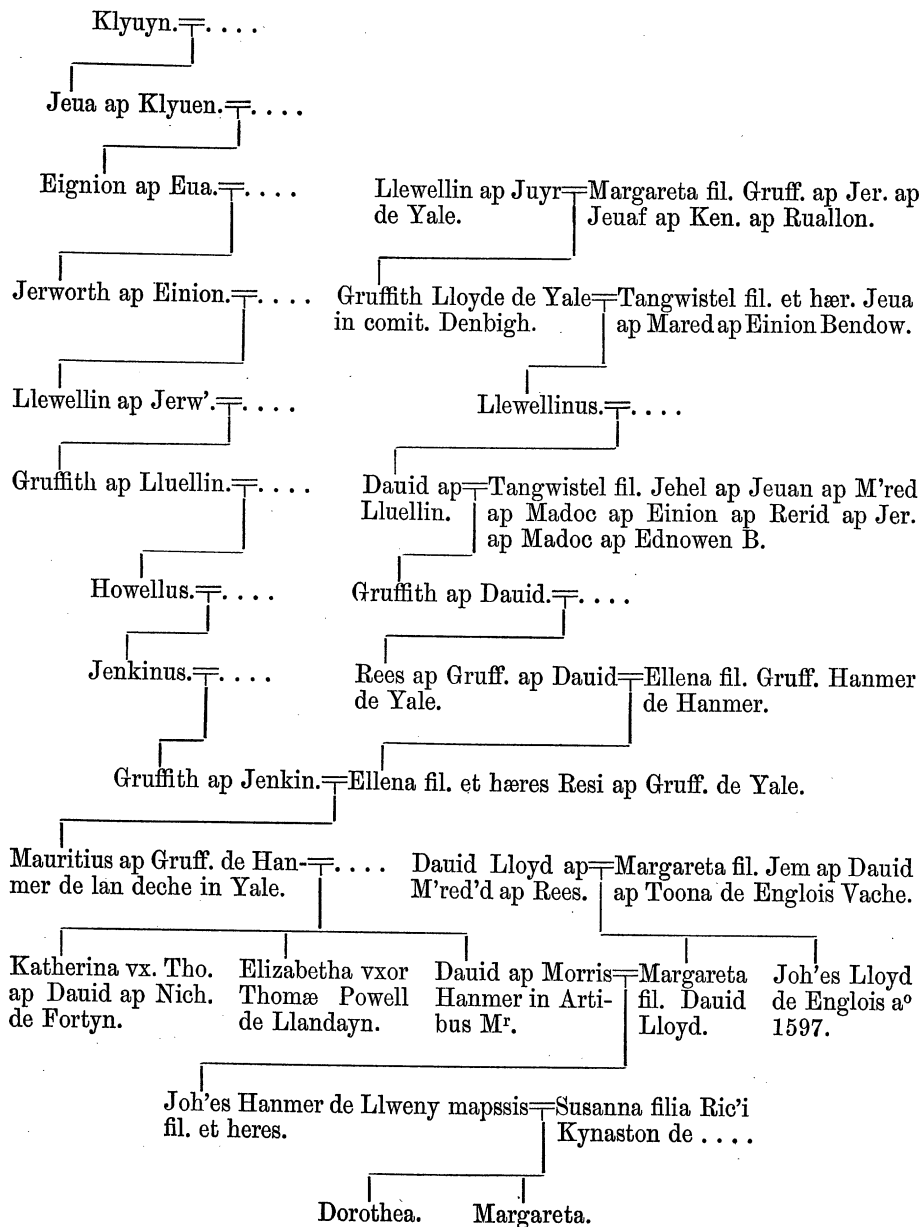 Klyuyn. . . . .
Jeua ap Klyuen. . . . .
Eignion ap Eua. . . . .
Llewellin ap Juyr
de Yale.
Margareta fil. Gruff. ap Jer. ap
Jeuaf ap Ken. ap Ruallon.
Jerworth ap Einion. . . . .
Gruffith Lloyde de Yale
in comit. Denbigh.
Tangwistel fil. et hær. Jeua
ap Mared ap Einion Bendow.
Llewellin ap Jerw'. . . . .
Llewellinus. . . . .
Gruffith ap Lluellin. . . . .
Dauid ap
Lluellin.
Tangwistel fil. Jehel ap Jeuan ap M'red
ap Madoc ap Einion ap Rerid ap Jer.
ap Madoc ap Ednowen B.
Howellus. . . . .
Gruffith ap Dauid. . . . .
Jenkinus. . . . .
Rees ap Gruff. ap Dauid
de Yale.
Ellena fil. Gruff. Hanmer
de Hanmer.
Gruffith ap Jenkin.
Ellena fil. et hæres Resi ap Gruff. de Yale.
Mauritius ap Gruff. de Han-
mer de lan deche in Yale.
. . . .
Dauid Lloyd ap
M'red'd ap Rees.
Margareta fil. Jem ap Dauid
ap Toona de Englois Vache.
Katherina vx. Tho.
ap Dauid ap Nich.
de Fortyn.
Elizabetha vxor
Thomæ Powell
de Llandayn.
Dauid ap Morris
Hanmer in Arti-
bus Mʳ.
Margareta
fil. Dauid
Lloyd.
Joh'es Lloyd
de Englois aº
1597.
Joh'es Hanmer de Llweny mapssis
fil. et heres.
Susanna filia Ric'i
Kynaston de . . . .
Dorothea.
Margareta.